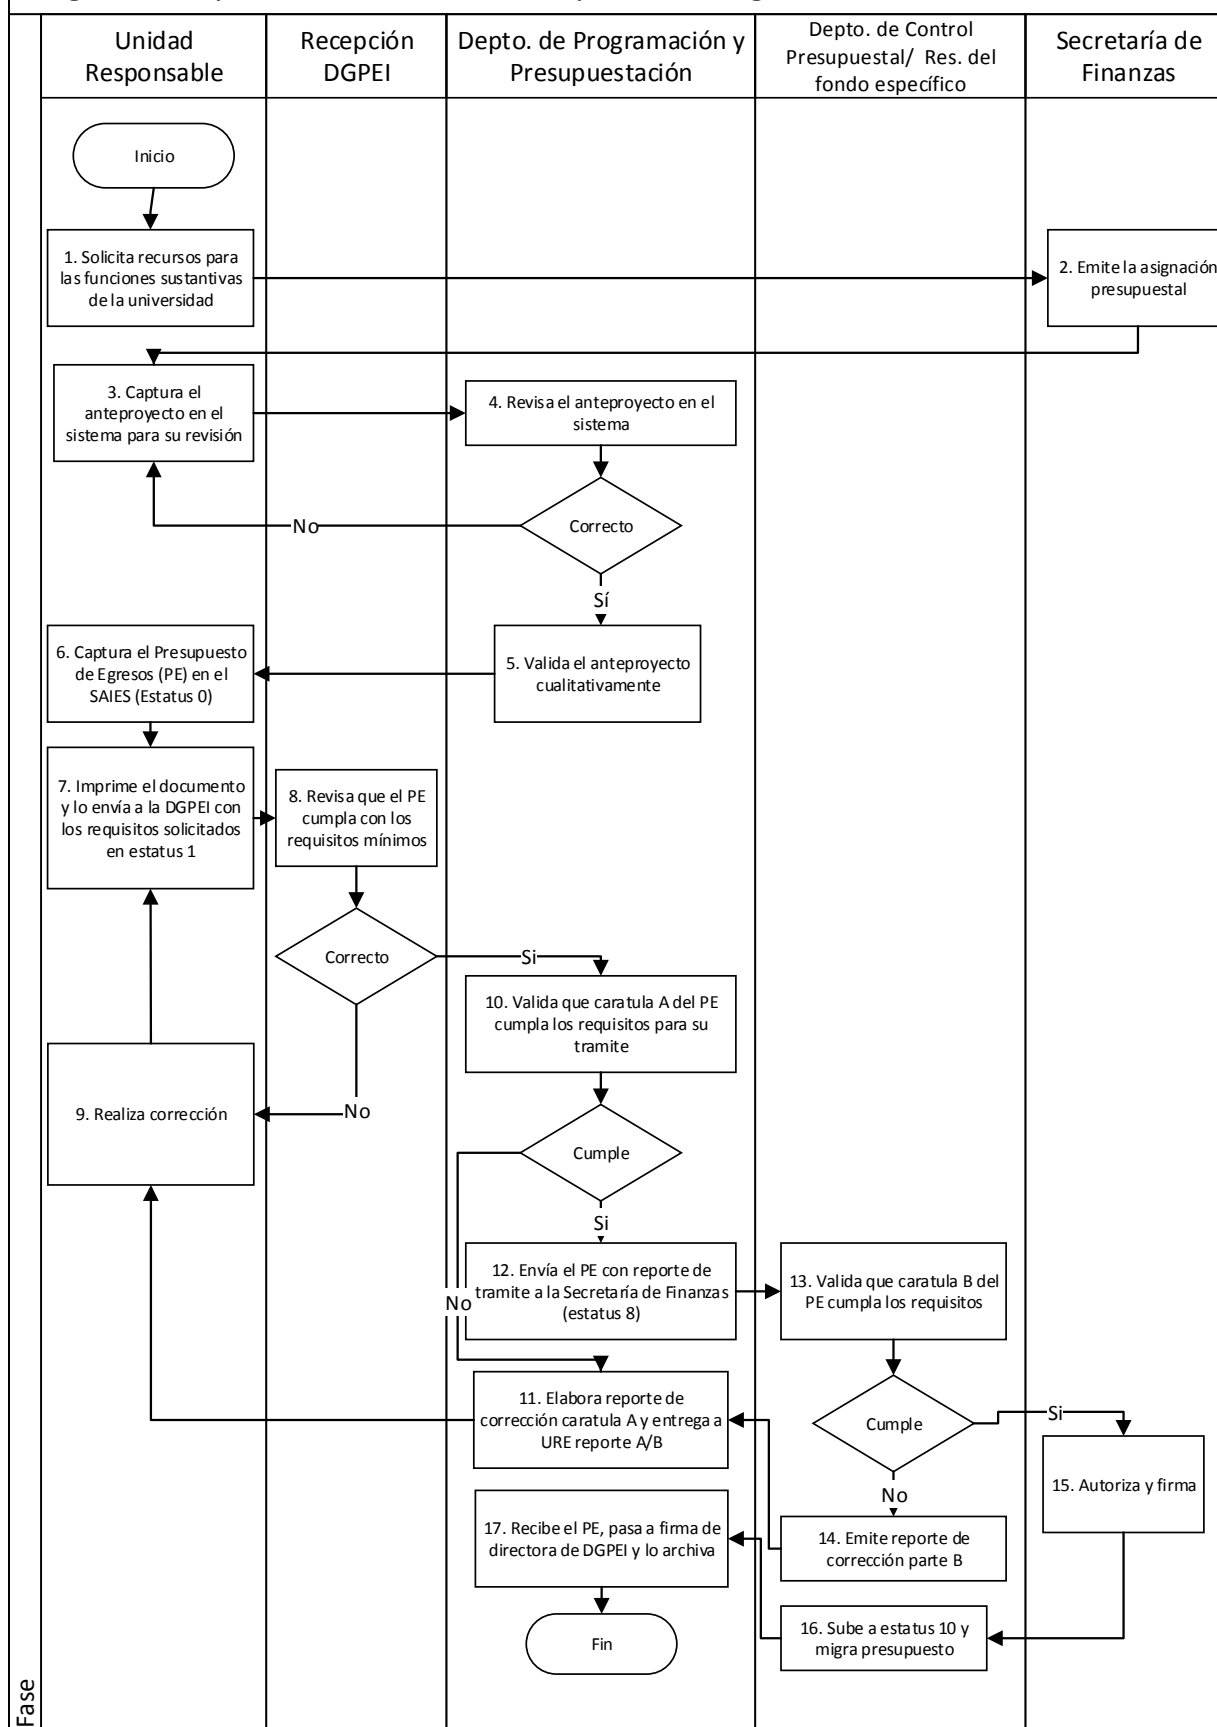 Unidad
Responsable
Recepción
DGPEI
Depto. de Programación y
Presupuestación
Depto. de Control
Presupuestal/ Res. del
fondo específico
Secretaría de
Finanzas
Inicio
1. Solicita recursos para
las funciones sustantivas
de la universidad
2. Emite la asignación
presupuestal
3. Captura el
anteproyecto en el
sistema para su revisión
4. Revisa el anteproyecto en el
sistema
Correcto
No
Sí
5. Valida el anteproyecto
cualitativamente
6. Captura el Presupuesto
de Egresos (PE) en el
SAIES (Estatus 0)
7. Imprime el documento
y lo envía a la DGPEI con
los requisitos solicitados
en estatus 1
8. Revisa que el PE
cumpla con los
requisitos mínimos
Correcto
Si
No
9. Realiza corrección
10. Valida que caratula A del PE
cumpla los requisitos para su
tramite
Cumple
Si
No
12. Envía el PE con reporte de
tramite a la Secretaría de Finanzas
(estatus 8)
13. Valida que caratula B del
PE cumpla los requisitos
11. Elabora reporte de
corrección caratula A y entrega a
URE reporte A/B
Cumple
Si
No
15. Autoriza y firma
14. Emite reporte de
corrección parte B
17. Recibe el PE, pasa a firma de
directora de DGPEI y lo archiva
16. Sube a estatus 10 y
migra presupuesto
Fin
Fase